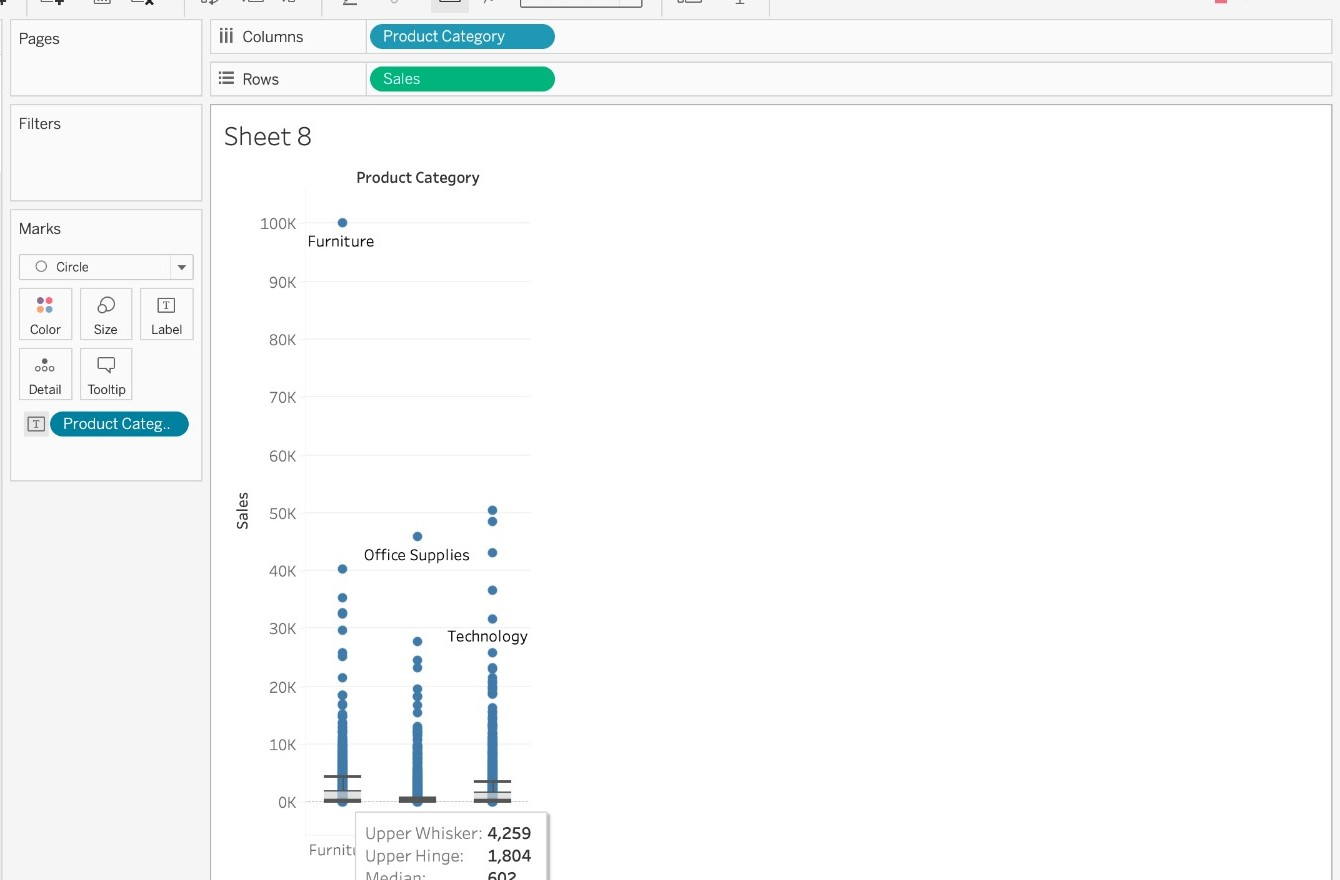 Pages
Columns
Product Category
Rows
Sales
Filters
Marks
Circle
Color
Size
Label
Detail
Tooltip
Product Categ..
Sheet 8
Product Category
100K
Furniture
90K
80K
70K
60K
Sales
50K
Office Supplies
40K
30K
Technology
20K
10K
0K
Upper Whisker: 4,259
Upper Hinge: 1,804
Median: 602